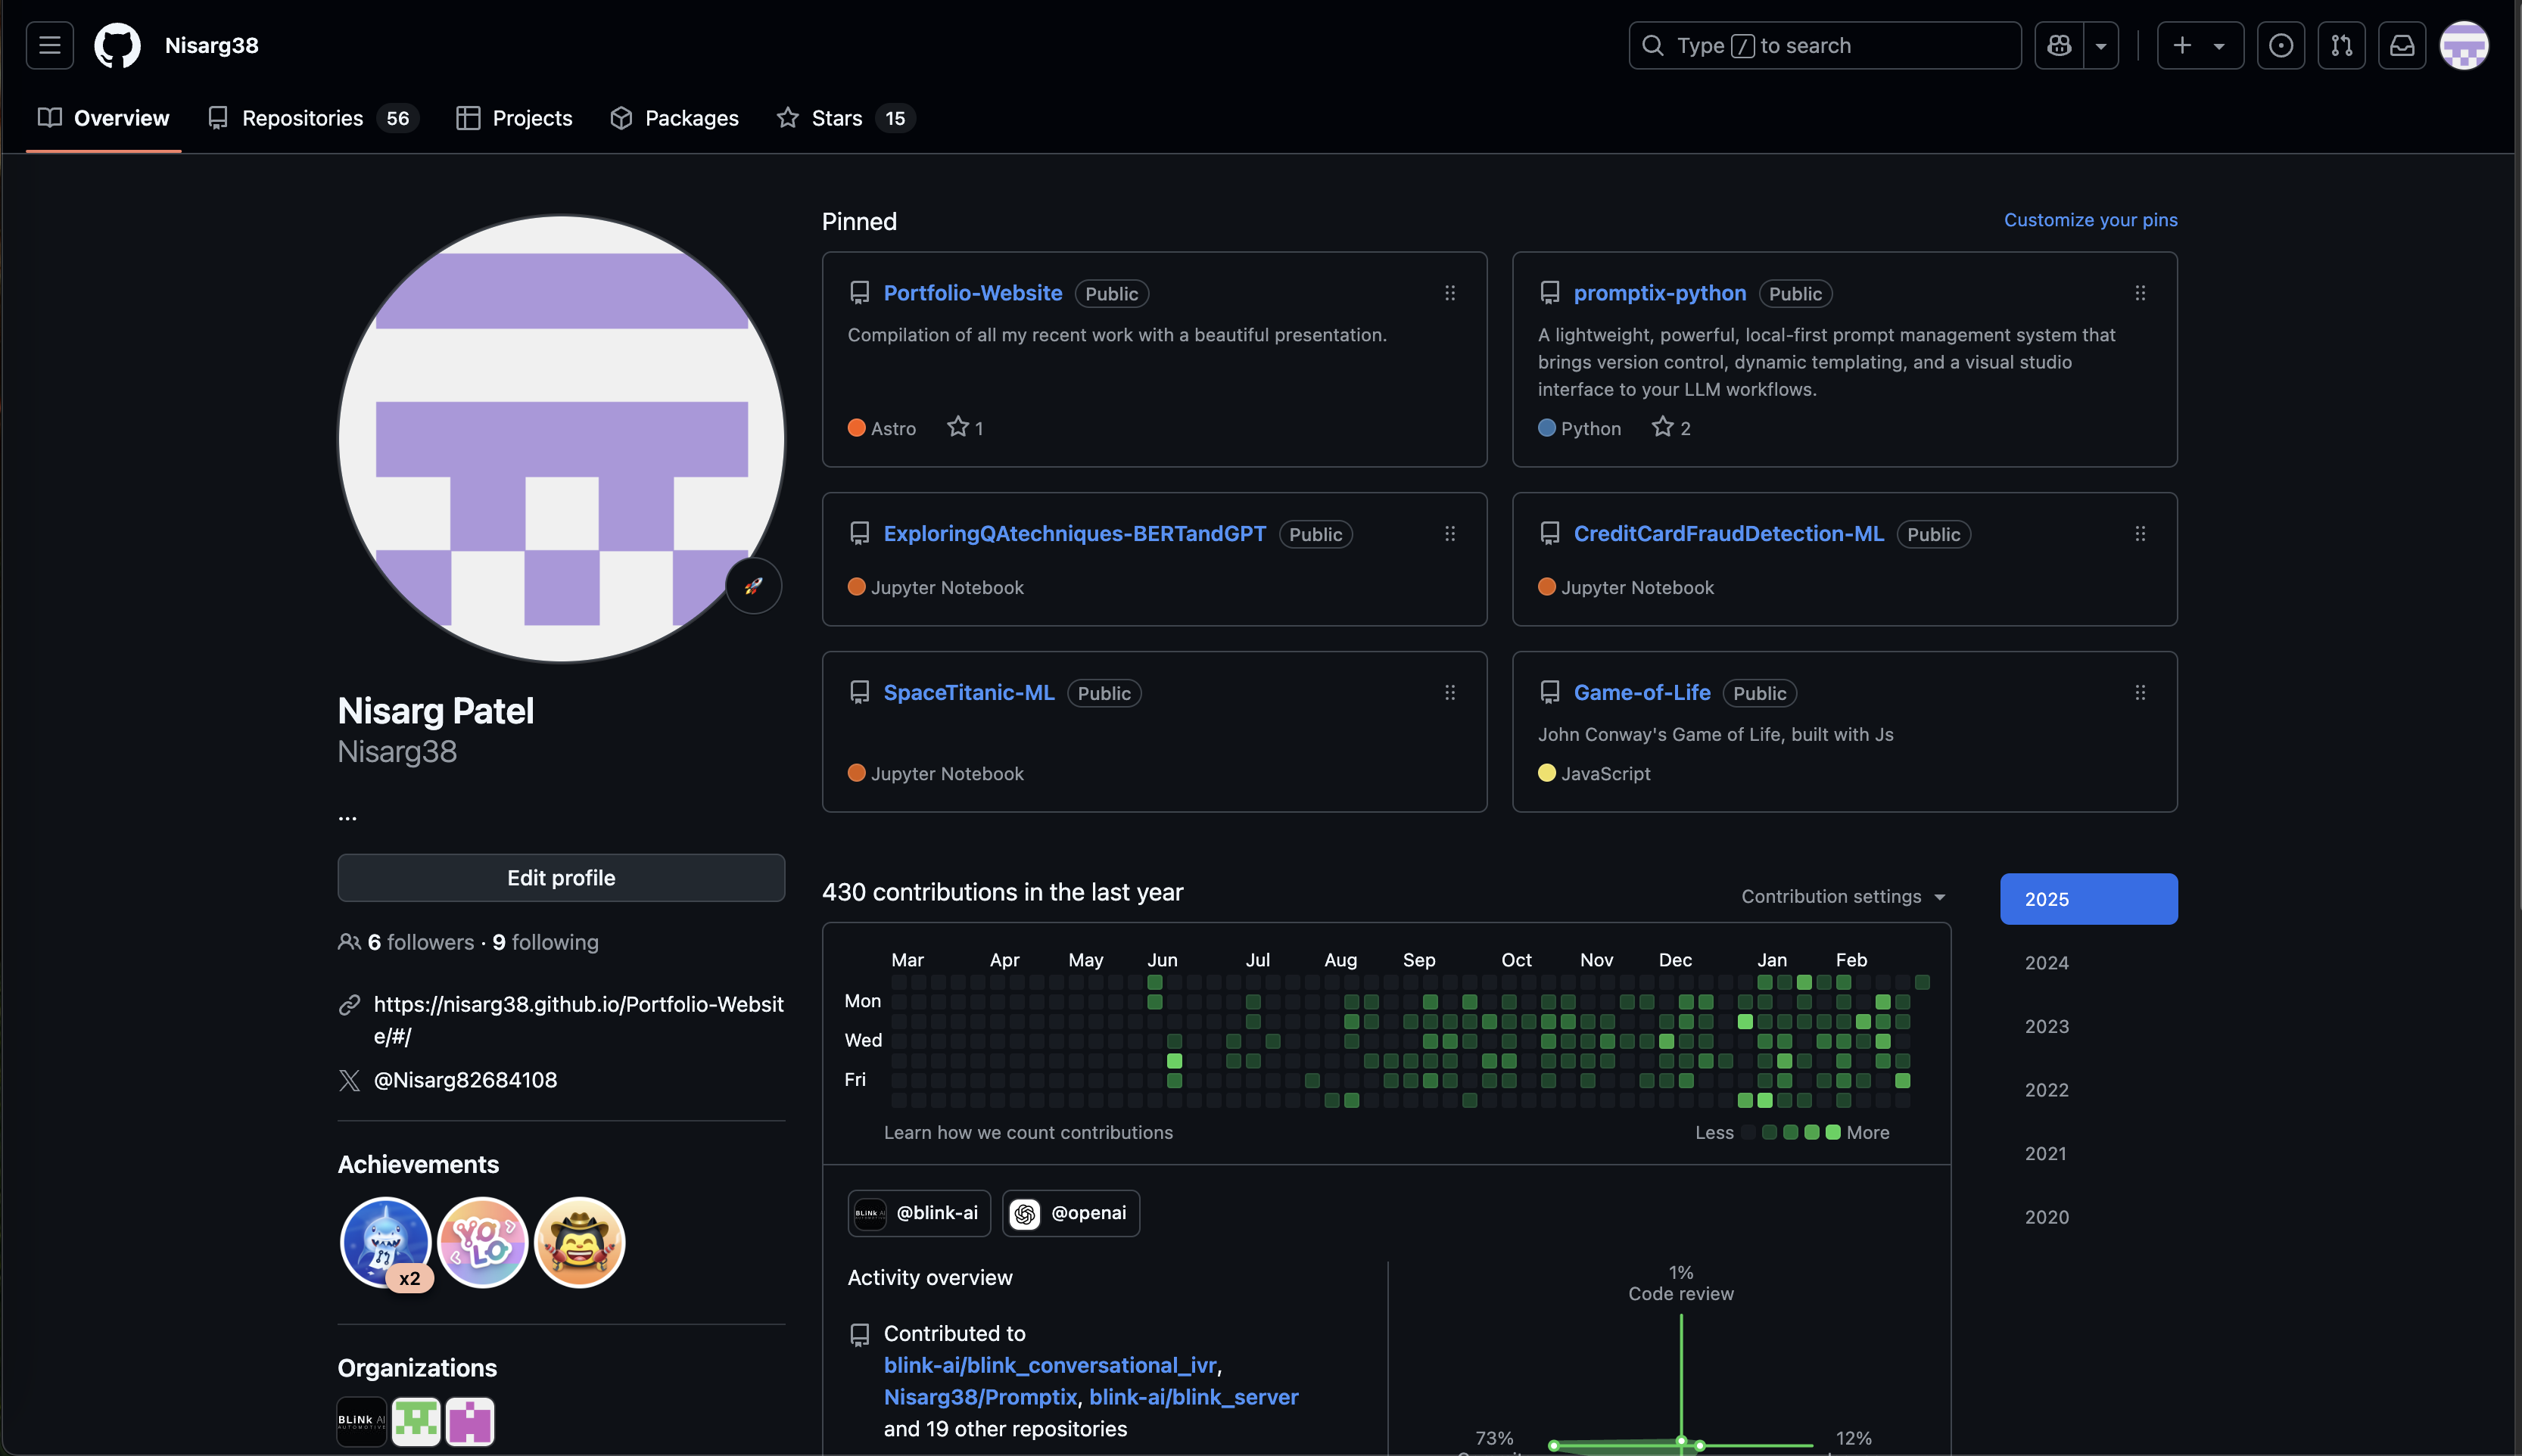 Nisarg38
Type / to search
Overview
Repositories 56
Projects
Packages
Stars 15
Nisarg Patel
Nisarg38
...
Edit profile
6 followers · 9 following
https://nisarg38.github.io/Portfolio-Websit
e/#/
@Nisarg82684108
Achievements
YOLO
x2
Organizations
BLiNK AI
AUTOMOTIVE
Pinned
Customize your pins
Portfolio-Website Public
Compilation of all my recent work with a beautiful presentation.
Astro 1
promptix-python Public
A lightweight, powerful, local-first prompt management system that
brings version control, dynamic templating, and a visual studio
interface to your LLM workflows.
Python 2
ExploringQAtechniques-BERTandGPT Public
Jupyter Notebook
CreditCardFraudDetection-ML Public
Jupyter Notebook
SpaceTitanic-ML Public
Jupyter Notebook
Game-of-Life Public
John Conway's Game of Life, built with Js
JavaScript
430 contributions in the last year
Contribution settings
Mar Apr May Jun Jul Aug Sep Oct Nov Dec Jan Feb
Mon
Wed
Fri
Learn how we count contributions
Less More
2025
2024
2023
2022
2021
2020
BLiNK AI
@blink-ai
@openai
Activity overview
Contributed to
blink-ai/blink_conversational_ivr,
Nisarg38/Promptix, blink-ai/blink_server
and 19 other repositories
1%
Code review
73%
12%